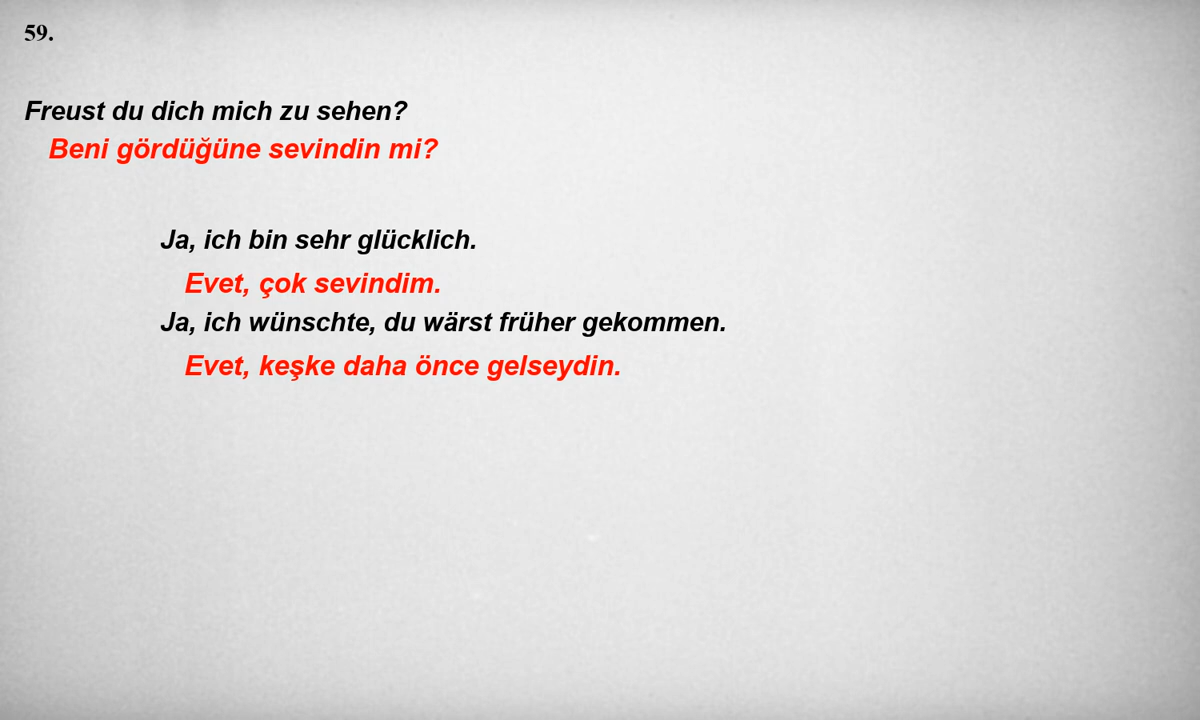 59.
Freust du dich mich zu sehen?
Beni gördüğüne sevindin mi?
Ja, ich bin sehr glücklich.
Evet, çok sevindim.
Ja, ich wünschte, du wärst früher gekommen.
Evet, keşke daha önce gelseydin.